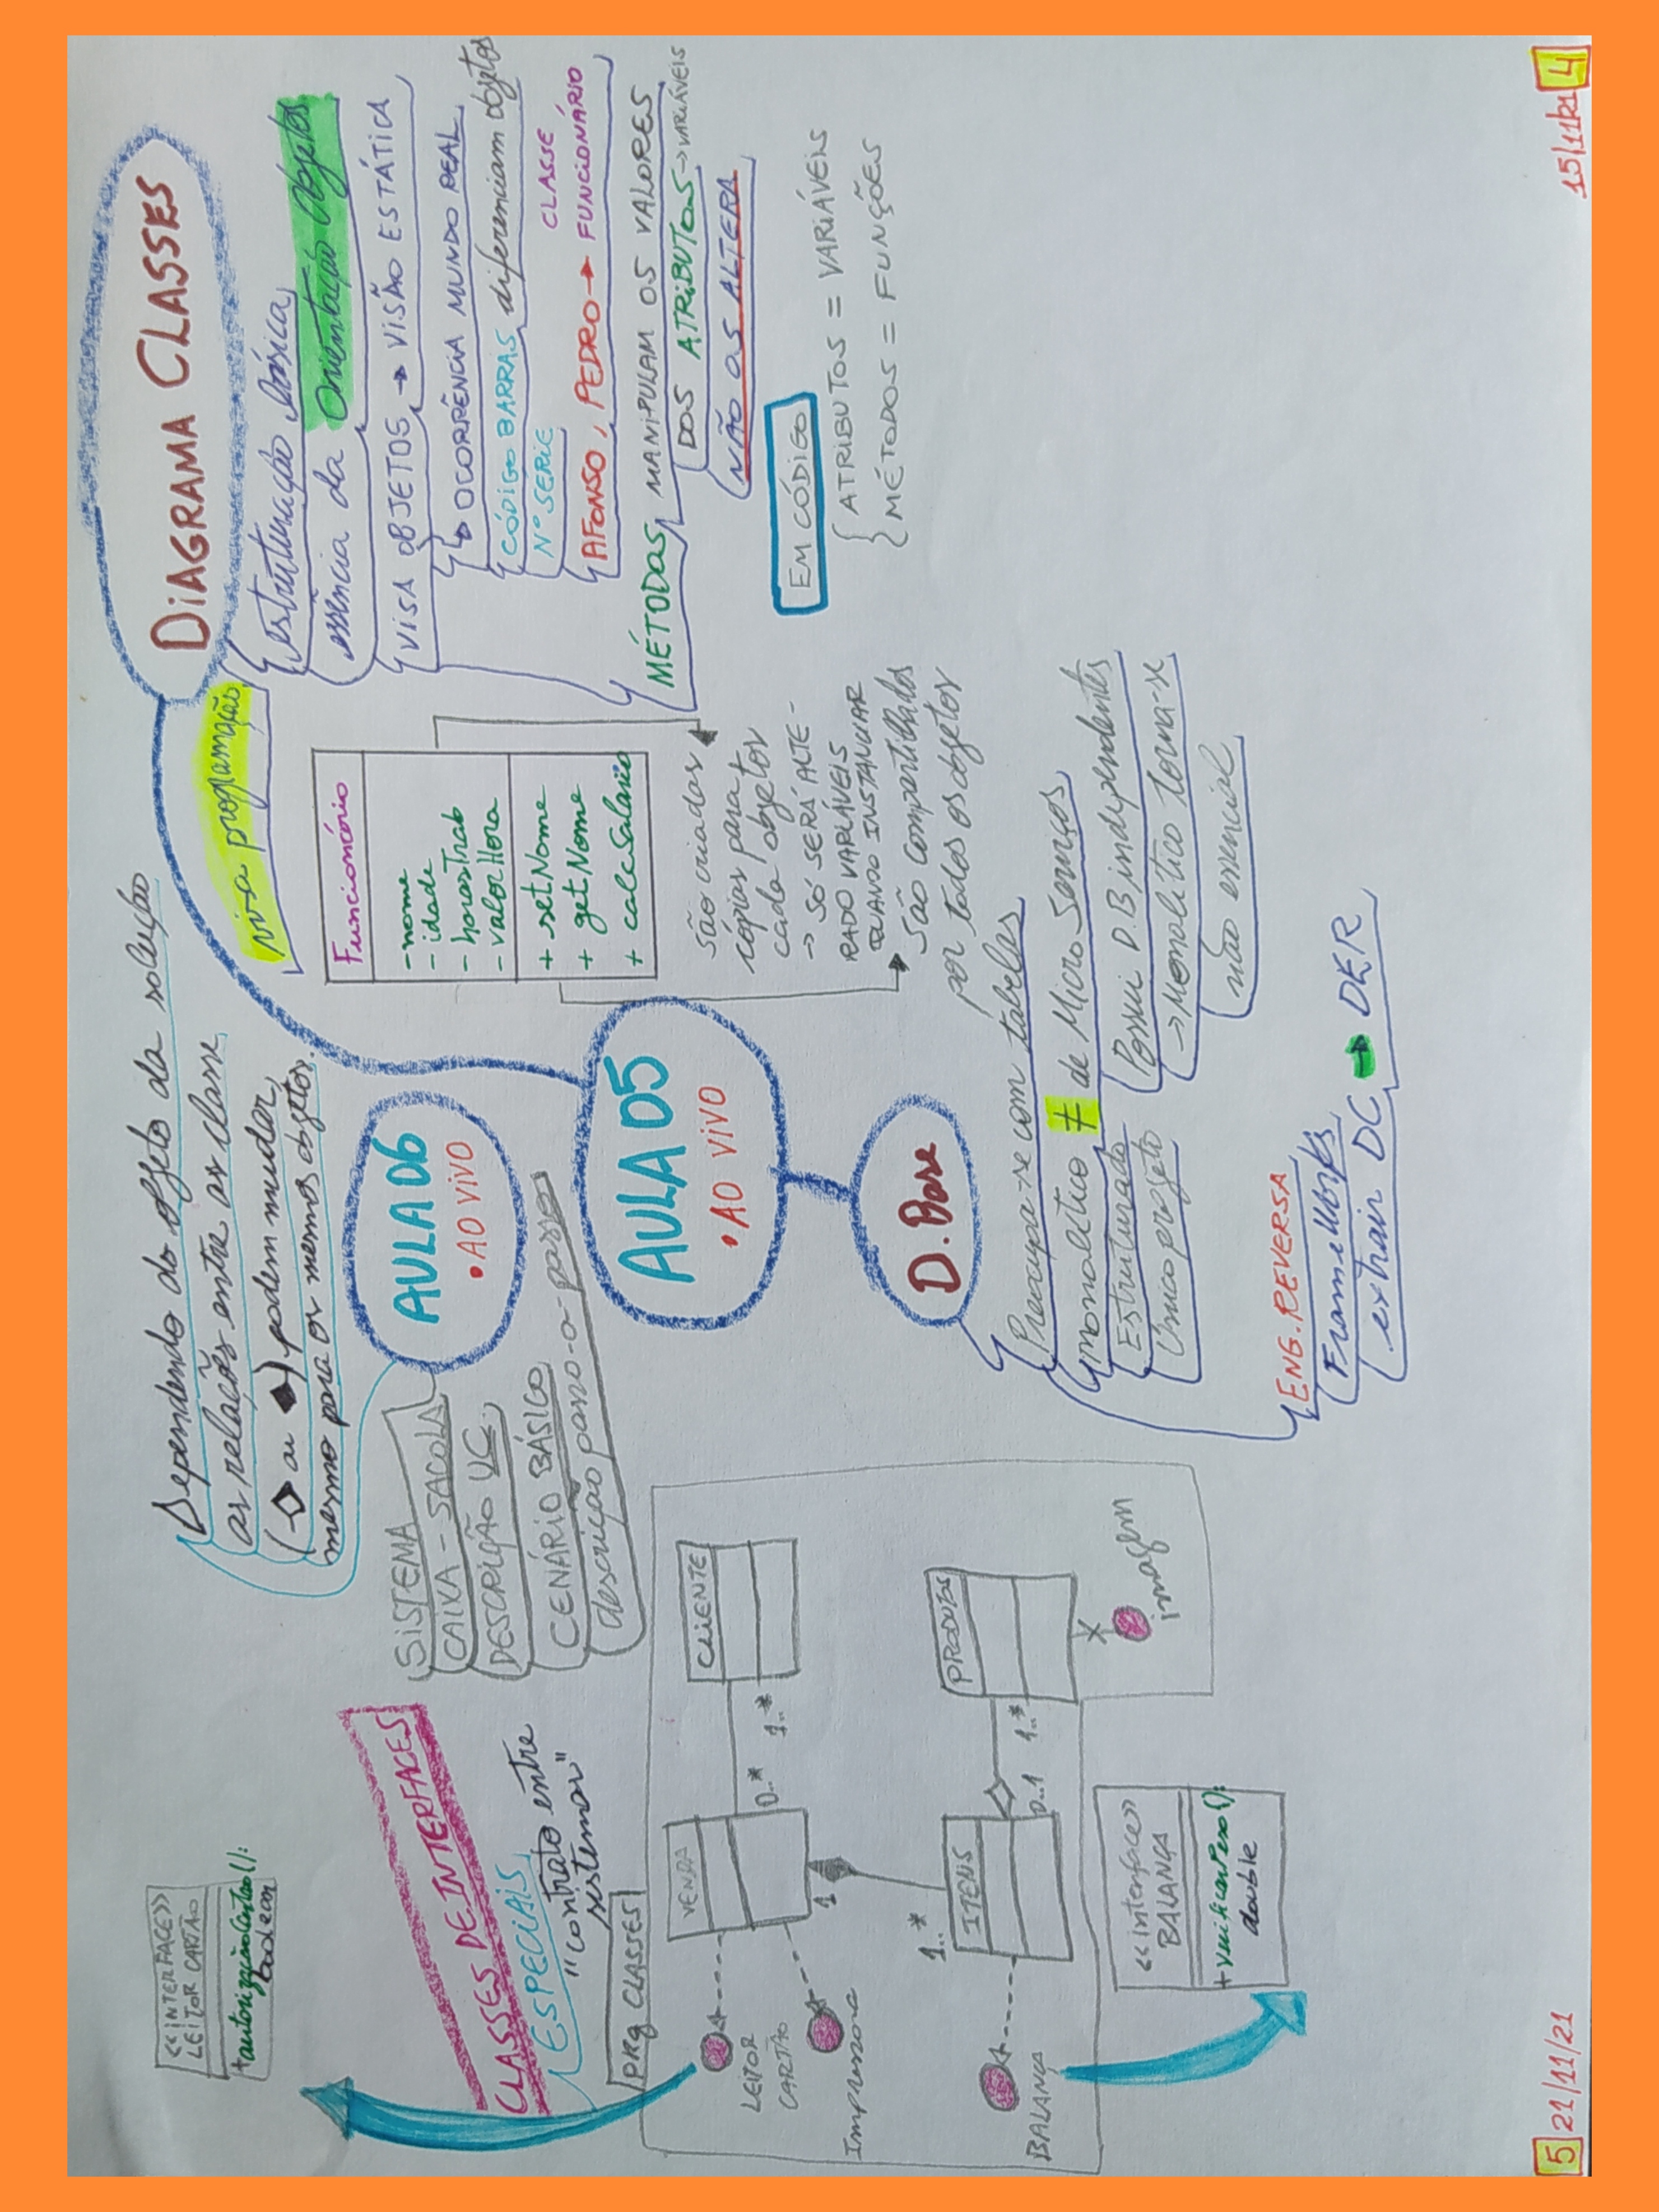 <<INTERFACE>>
LEITOR CARTÃO
+autorizaçãoCartao():
boolean
CLASSES DE INTERFACES
ESPECIAIS
"contrato entre
sistemas"
Dependendo do objeto da solução
as relações entre as classe
( ou ) podem mudar,
mesmo para os mesmos objetos.
AULA 06
• AO VIVO
SISTEMA
CAIXA - SACOLA
DESCRIÇÃO UC
CENÁRIO BÁSICO
descrição passo-a-passo
PKg CLASSES
VENDA
CLIENTE
0..*
1..*
LEITOR
CARTÃO
Impressora
1
1..*
ITENS
PRODUTOS
0..1
1..*
BALANÇA
imagem
<<interface>>
BALANÇA
+verificarPeso():
double
AULA 05
• AO VIVO
DIAGRAMA CLASSES
visa programação
estruturação básica
essência da Orientação Objetos
VISA OBJETOS → VISÃO ESTÁTICA
OCORRÊNCIA MUNDO REAL
CÓDIGO BARRAS diferenciam objetos
Nº SÉRIE
AFONSO, PEDRO → CLASSE
FUNCIONÁRIO
MÉTODOS MANIPULAM OS VALORES
DOS ATRIBUTOS → VARIÁVEIS
NÃO OS ALTERA
EM CÓDIGO
ATRIBUTOS = VARIÁVEIS
MÉTODOS = FUNÇÕES
Funcionário
- nome
- idade
- horasTrab
- valorHora
+ setNome
+ getNome
+ calcSalario
São criadas
cópias para
cada objetos
→ SÓ SERÁ ALTE-
RADO VARIÁVEIS
QUANDO INSTANCIAR
São compartilhados
por todos os objetos
D. Base
Preocupa-se com tabelas
monolítico ≠ de Micro Serviços
Estruturado
Único projeto
Possui D.B independentes
→ Monolítico torna-se
não essencial
ENG. REVERSA
FrameWorks
extrair DC → DER
5 21/11/21
15/11/21 4